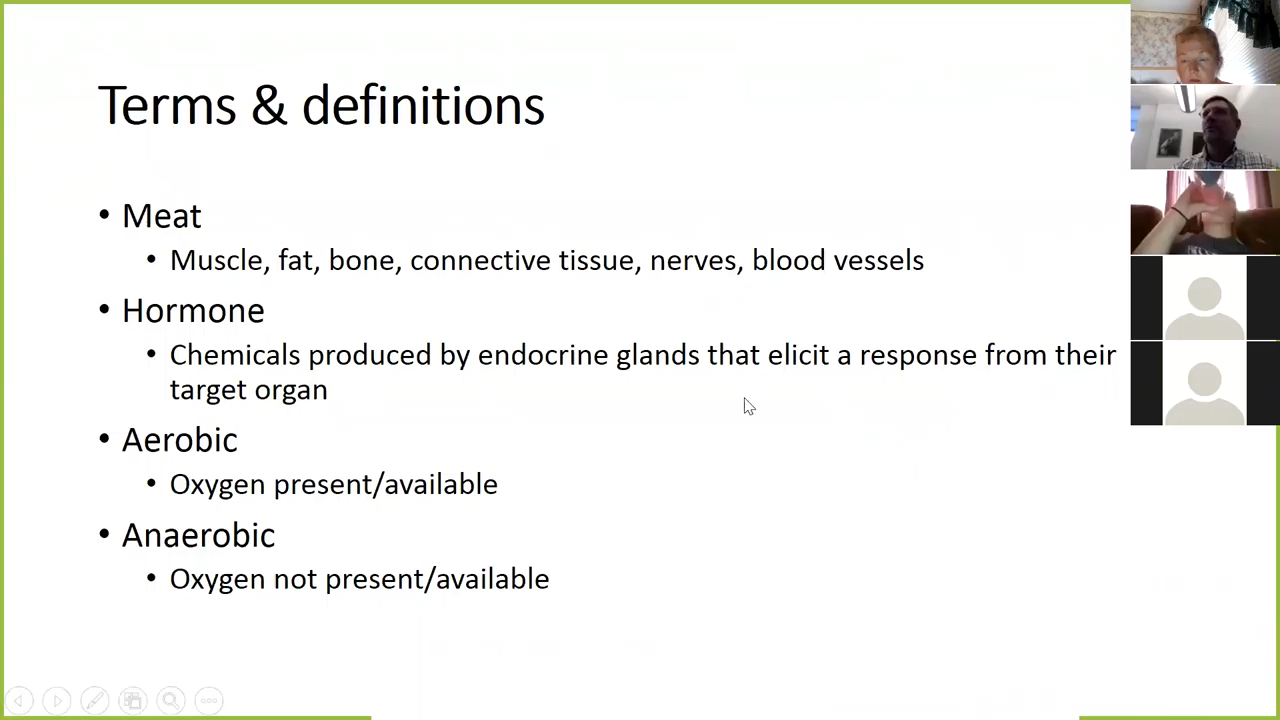 Terms & definitions
• Meat
• Muscle, fat, bone, connective tissue, nerves, blood vessels
• Hormone
• Chemicals produced by endocrine glands that elicit a response from their
target organ
• Aerobic
• Oxygen present/available
• Anaerobic
• Oxygen not present/available